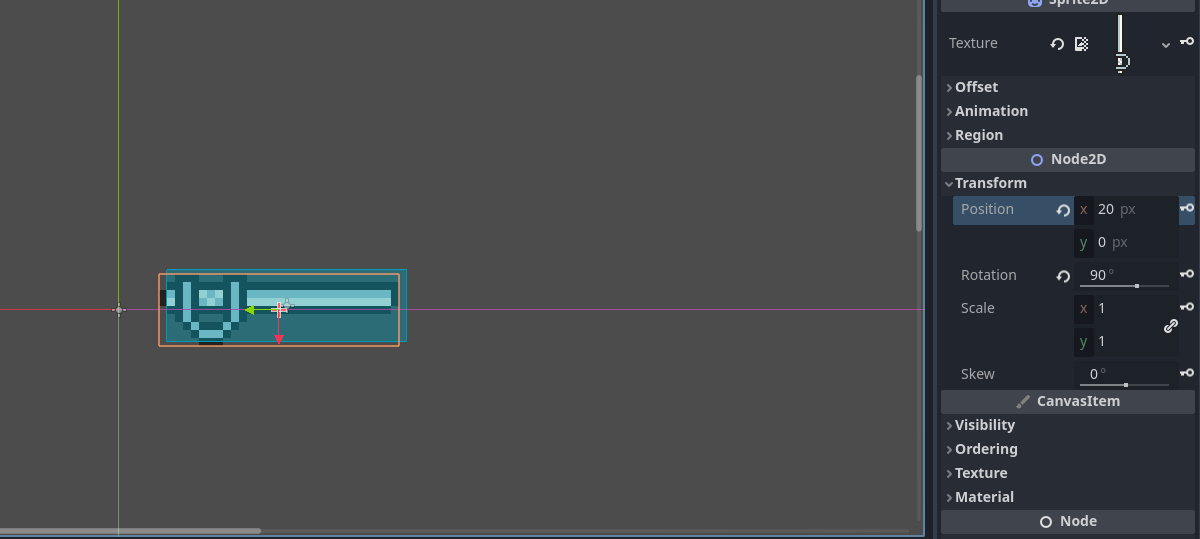 Sprite2D
Texture
Offset
Animation
Region
Node2D
Transform
Position x 20 px
y 0 px
Rotation 90 °
Scale x 1
y 1
Skew 0 °
CanvasItem
Visibility
Ordering
Texture
Material
Node